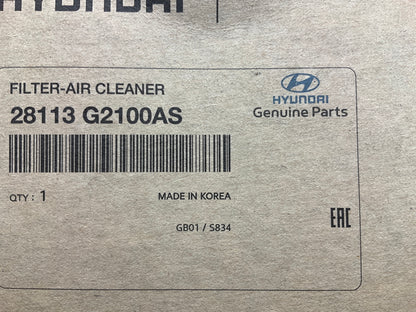 HYUNDAI
FILTER-AIR CLEANER
28113 G2100AS
HYUNDAI
Genuine Parts
QTY : 1
MADE IN KOREA
GB01 / S834
EAC